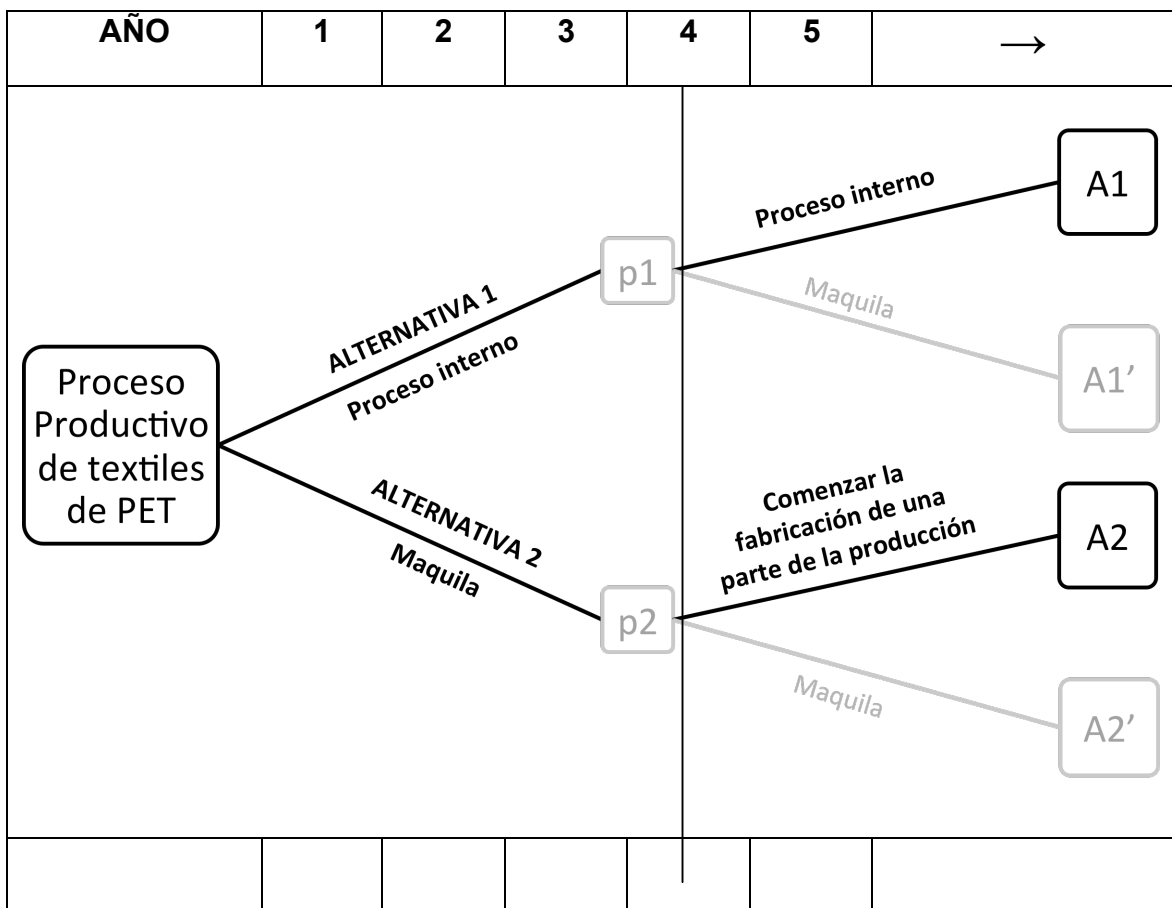 AÑO 1 2 3 4 5 →
Proceso interno
A1
p1
Maquila
ALTERNATIVA 1
Proceso interno
A1’
Proceso
Productivo
de textiles
de PET
ALTERNATIVA 2
Maquila
Comenzar la
fabricación de una
parte de la producción
A2
p2
Maquila
A2’